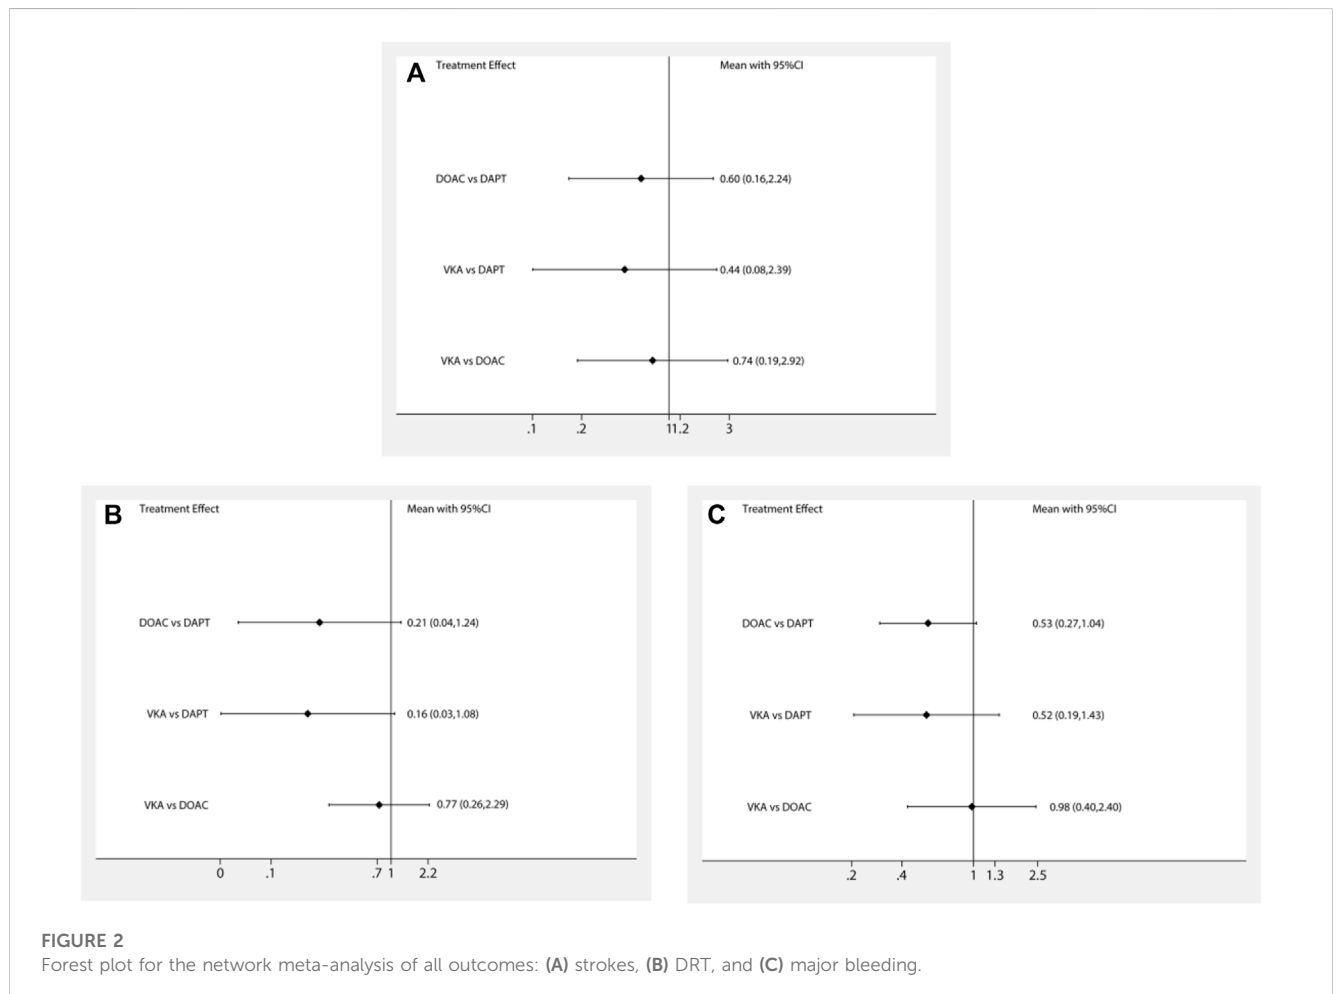 A
Treatment Effect Mean with 95%CI
DOAC vs DAPT 0.60 (0.16,2.24)
VKA vs DAPT 0.44 (0.08,2.39)
VKA vs DOAC 0.74 (0.19,2.92)
.1 .2 11.2 3
B
Treatment Effect Mean with 95%CI
DOAC vs DAPT 0.21 (0.04,1.24)
VKA vs DAPT 0.16 (0.03,1.08)
VKA vs DOAC 0.77 (0.26,2.29)
0 .1 .7 1 2.2
C
Treatment Effect Mean with 95%CI
DOAC vs DAPT 0.53 (0.27,1.04)
VKA vs DAPT 0.52 (0.19,1.43)
VKA vs DOAC 0.98 (0.40,2.40)
.2 .4 1 1.3 2.5
FIGURE 2
Forest plot for the network meta-analysis of all outcomes: (A) strokes, (B) DRT, and (C) major bleeding.